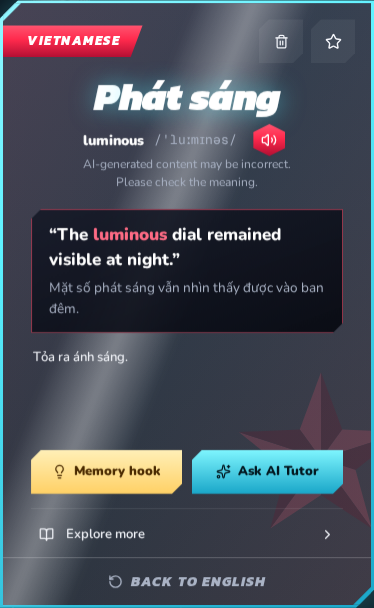 VIETNAMESE
Phát sáng
luminous /ˈluːmɪnəs/
AI-generated content may be incorrect.
Please check the meaning.
“The luminous dial remained
visible at night.”
Mặt số phát sáng vẫn nhìn thấy được vào ban
đêm.
Tỏa ra ánh sáng.
Memory hook
Ask AI Tutor
Explore more
BACK TO ENGLISH